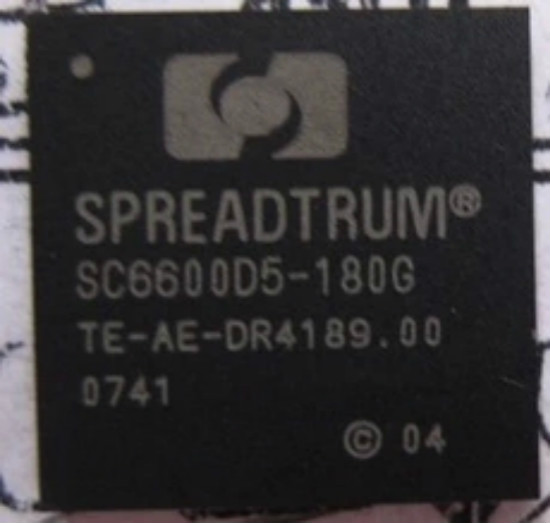 SPREADTRUM®
SC6600D5-180G
TE-AE-DR4189.00
0741
© 04